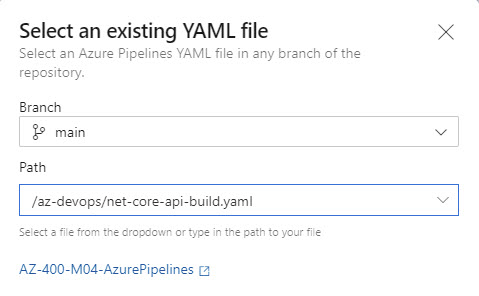 Select an existing YAML file
Select an Azure Pipelines YAML file in any branch of the
repository.
Branch
main
Path
/az-devops/net-core-api-build.yaml
Select a file from the dropdown or type in the path to your file
AZ-400-M04-AzurePipelines